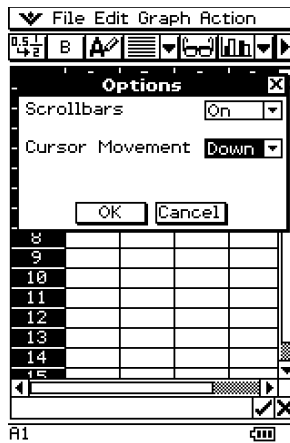 File Edit Graph Action
0.5 1 2 B A
Options
Scrollbars On
Cursor Movement Down
OK Cancel
8
9
10
11
12
13
14
15
A1